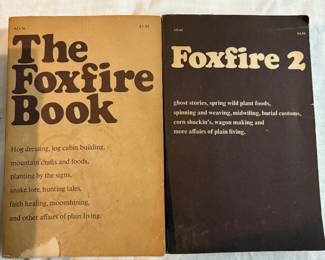 The
Foxfire
Book
Hog dressing, log cabin building,
mountain crafts and foods,
planting by the signs,
snake lore, hunting tales,
faith healing, moonshining,
and other affairs of plain living.
Foxfire 2
ghost stories, spring wild plant foods,
spinning and weaving, midwifing, burial customs,
corn shuckin's, wagon making and
more affairs of plain living.